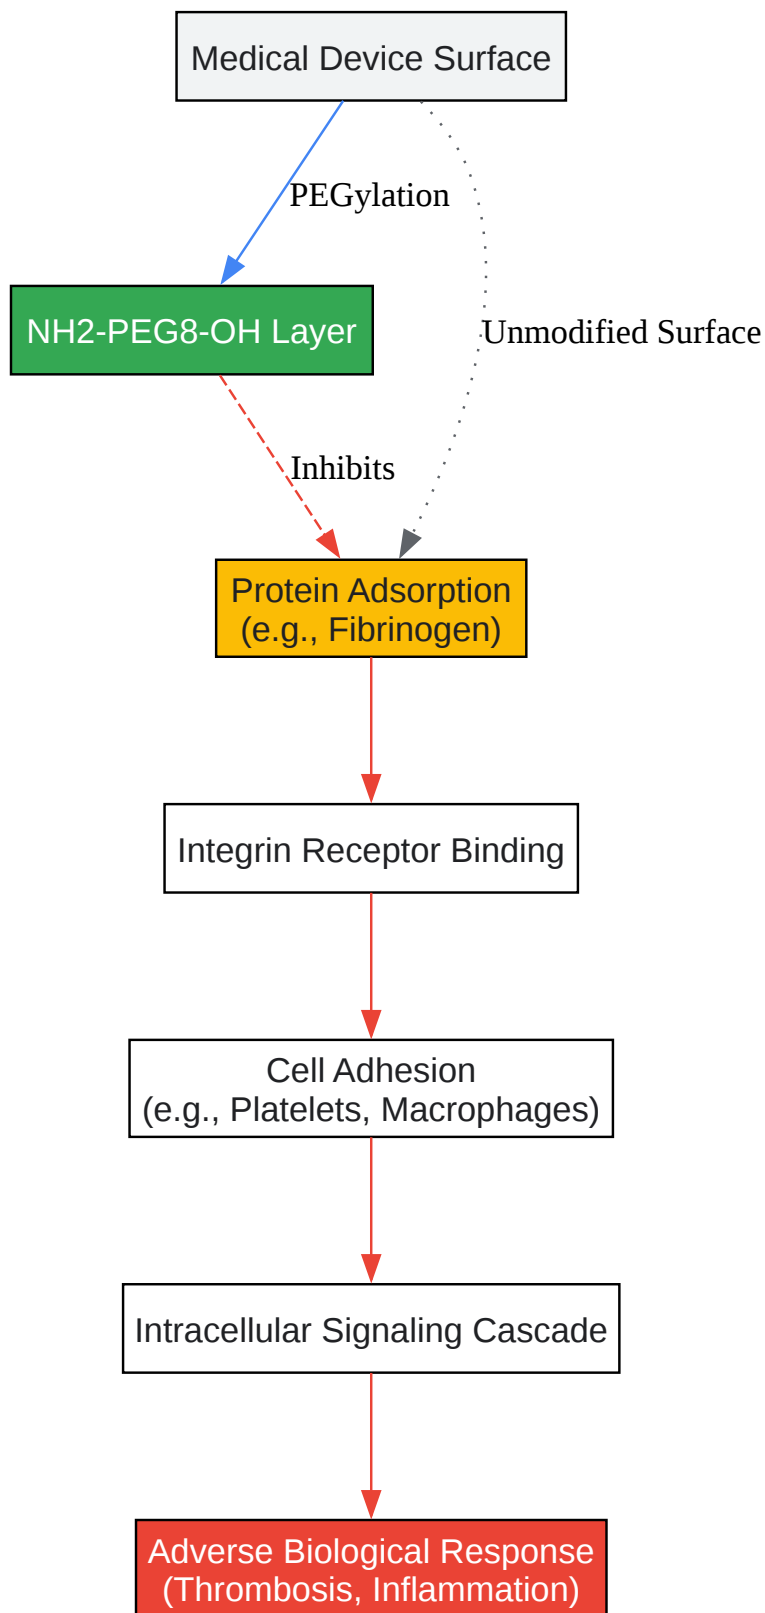 Medical Device Surface
PEGylation
NH2-PEG8-OH Layer
Unmodified Surface
Inhibits
Protein Adsorption
(e.g., Fibrinogen)
Integrin Receptor Binding
Cell Adhesion
(e.g., Platelets, Macrophages)
Intracellular Signaling Cascade
Adverse Biological Response
(Thrombosis, Inflammation)